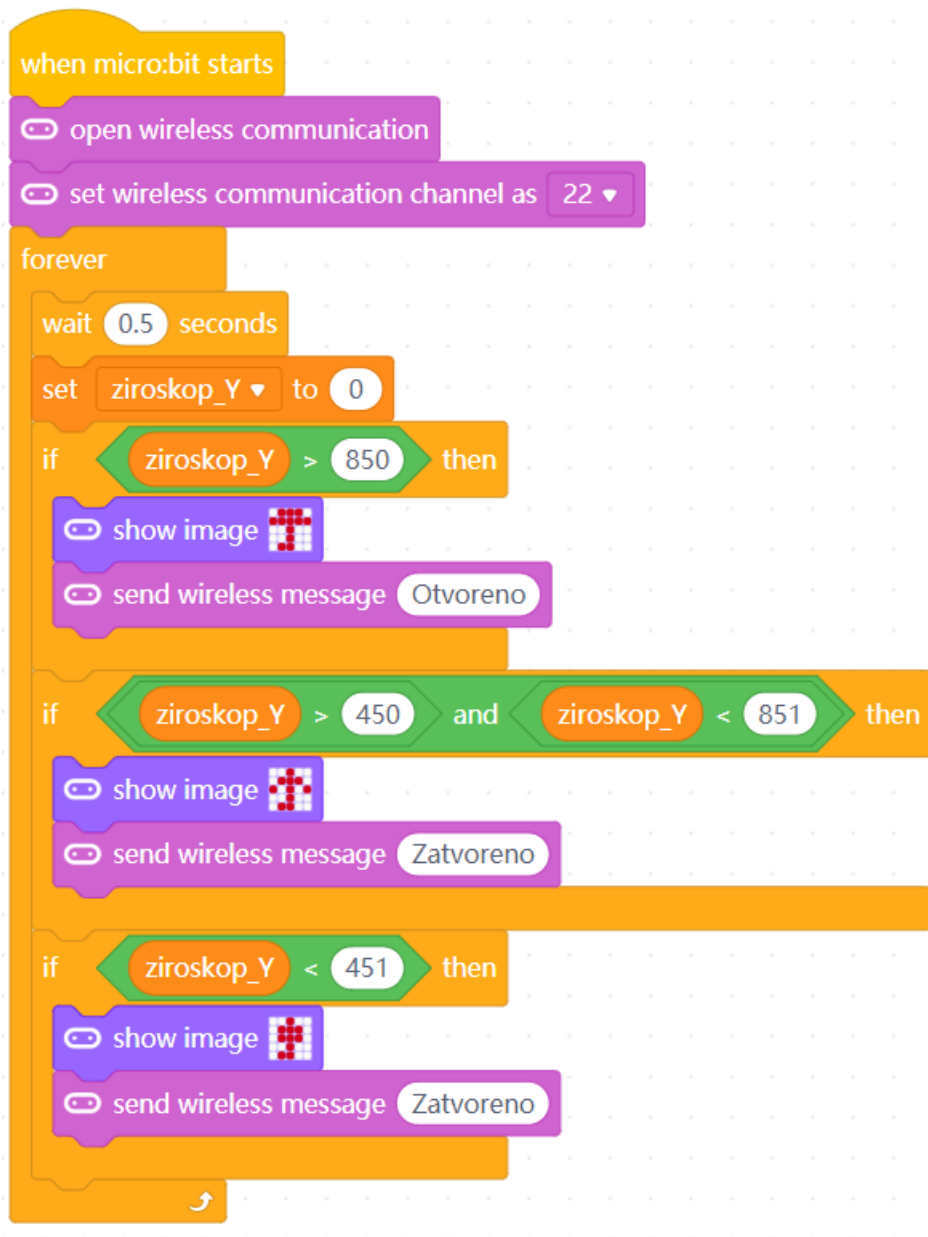 when micro:bit starts
open wireless communication
set wireless communication channel as 22
forever
wait 0.5 seconds
set ziroskop_Y to 0
if ziroskop_Y > 850 then
show image
send wireless message Otvoreno
if ziroskop_Y > 450 and ziroskop_Y < 851 then
show image
send wireless message Zatvoreno
if ziroskop_Y < 451 then
show image
send wireless message Zatvoreno